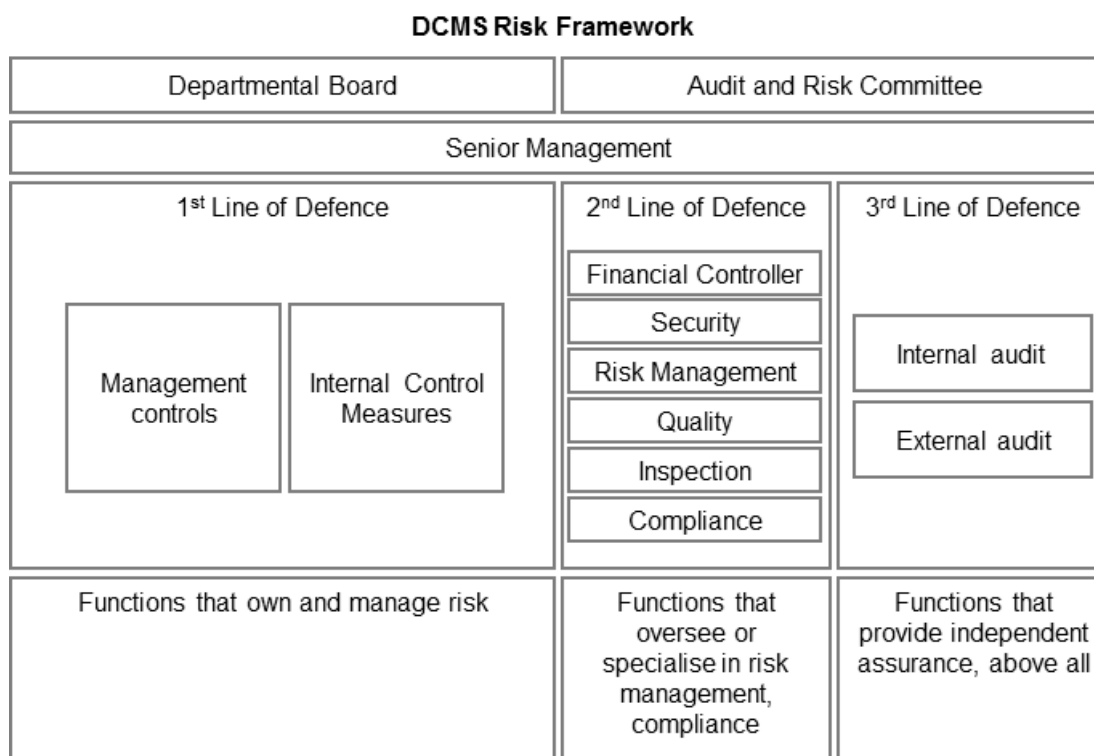 DCMS Risk Framework
Departmental Board
Audit and Risk Committee
Senior Management
1st Line of Defence
Management
controls
Internal Control
Measures
2nd Line of Defence
Financial Controller
Security
Risk Management
Quality
Inspection
Compliance
3rd Line of Defence
Internal audit
External audit
Functions that own and manage risk
Functions that
oversee or
specialise in risk
management,
compliance
Functions that
provide independent
assurance, above all